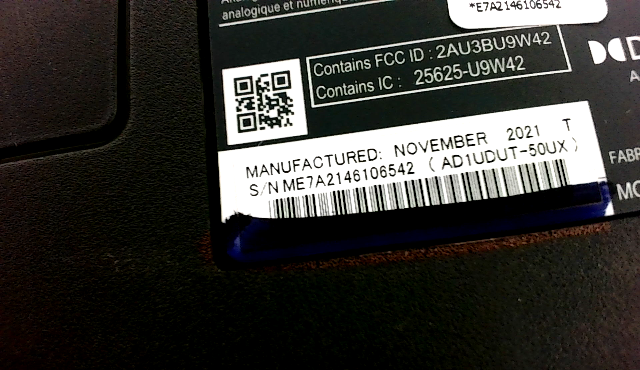 analogique et numérique
*E7A2146106542
Contains FCC ID : 2AU3BU9W42
Contains IC : 25625-U9W42
MANUFACTURED: NOVEMBER 2021 T
S/N ME7A2146106542 ( AD1UDUT-50UX )